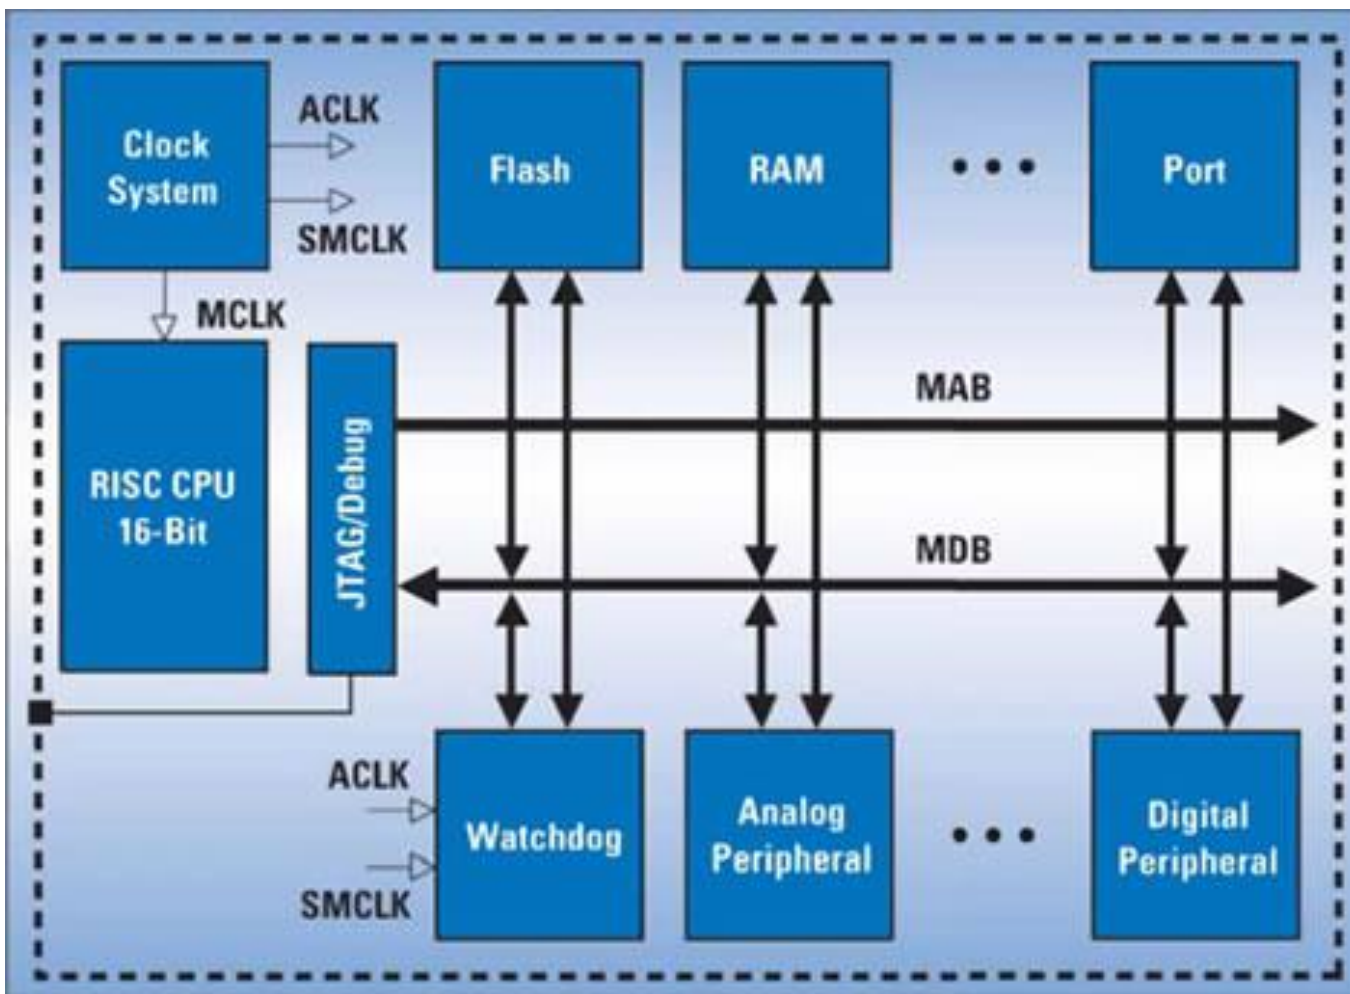 Clock
System
ACLK
SMCLK
Flash
RAM
Port
MCLK
RISC CPU
16-Bit
JTAG/Debug
MAB
MDB
ACLK
SMCLK
Watchdog
Analog
Peripheral
Digital
Peripheral